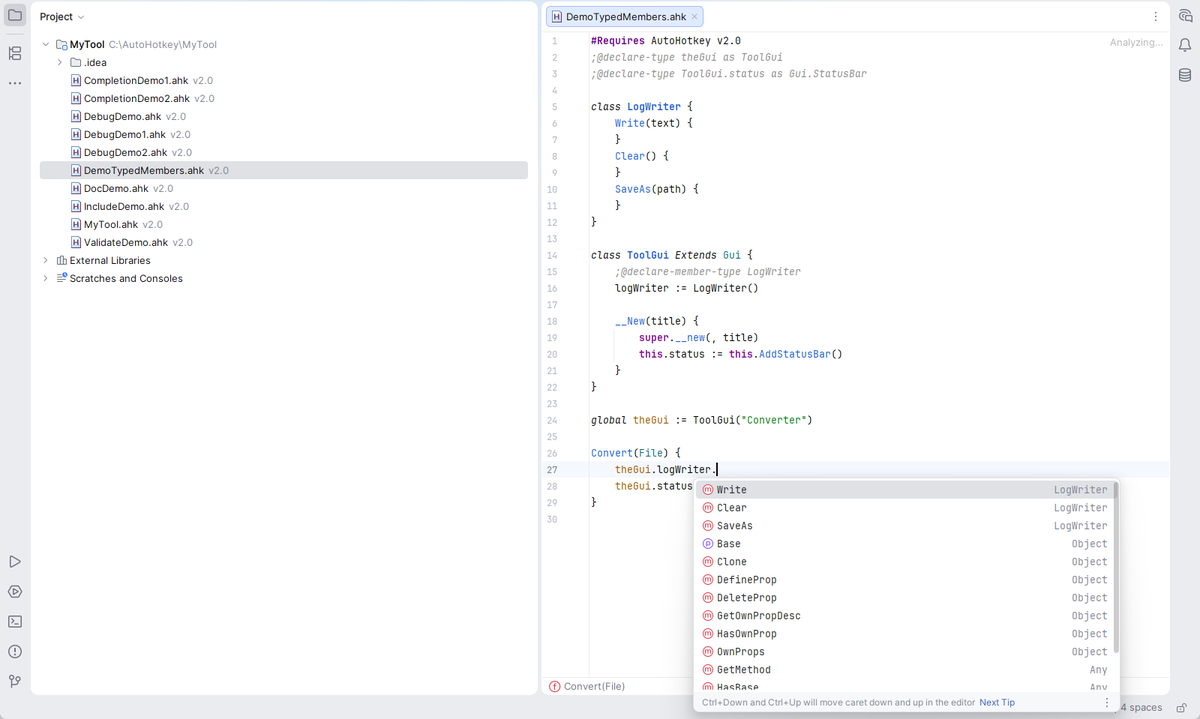 Project
MyTool C:\AutoHotkey\MyTool
.idea
CompletionDemo1.ahk v2.0
CompletionDemo2.ahk v2.0
DebugDemo.ahk v2.0
DebugDemo1.ahk v2.0
DebugDemo2.ahk v2.0
DemoTypedMembers.ahk v2.0
DocDemo.ahk v2.0
IncludeDemo.ahk v2.0
MyTool.ahk v2.0
ValidateDemo.ahk v2.0
External Libraries
Scratches and Consoles
DemoTypedMembers.ahk
Analyzing...
1 #Requires AutoHotkey v2.0
2 ;@declare-type theGui as ToolGui
3 ;@declare-type ToolGui.status as Gui.StatusBar
4
5 class LogWriter {
6 Write(text) {
7 }
8 Clear() {
9 }
10 SaveAs(path) {
11 }
12 }
13
14 class ToolGui Extends Gui {
15 ;@declare-member-type LogWriter
16 logWriter := LogWriter()
17
18 __New(title) {
19 super.__new(, title)
20 this.status := this.AddStatusBar()
21 }
22 }
23
24 global theGui := ToolGui("Converter")
25
26 Convert(File) {
27 theGui.logWriter.
28 theGui.status
29 }
30
Write LogWriter
Clear LogWriter
SaveAs LogWriter
Base Object
Clone Object
DefineProp Object
DeleteProp Object
GetOwnPropDesc Object
HasOwnProp Object
OwnProps Object
GetMethod Any
HasBase Any
Ctrl+Down and Ctrl+Up will move caret down and up in the editor Next Tip
Convert(File)
4 spaces